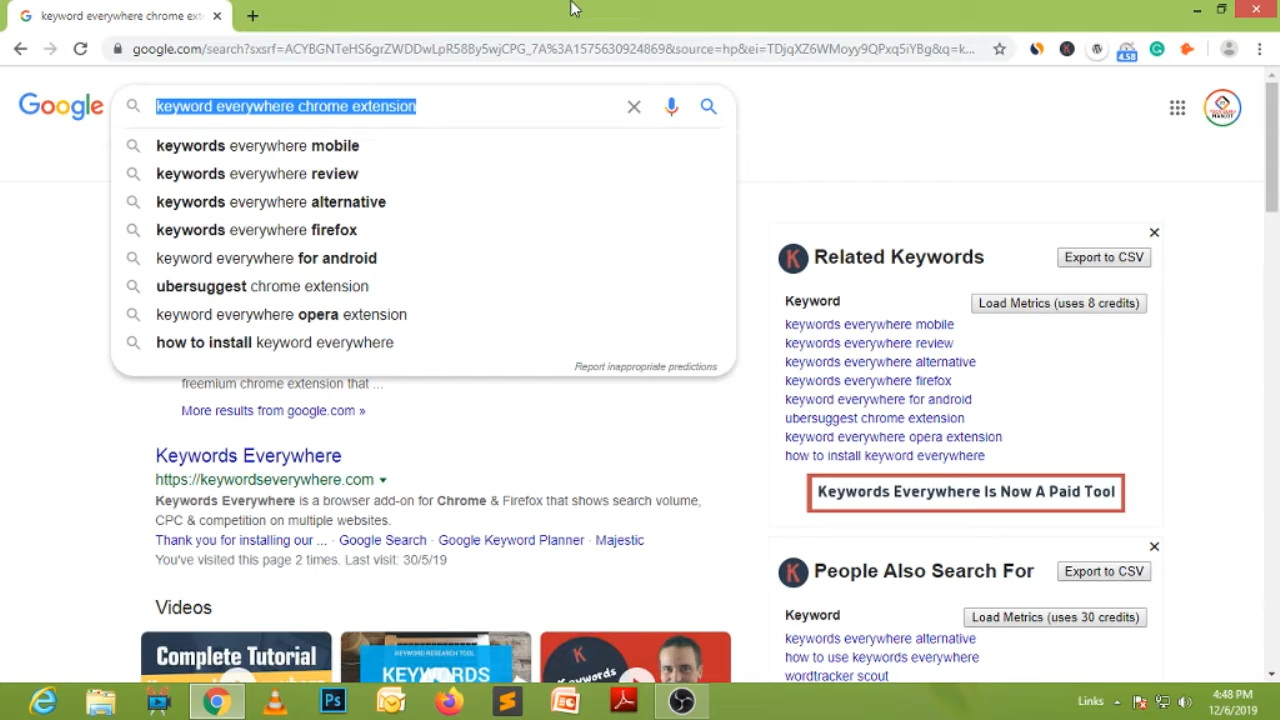 keyword everywhere chrome ext
google.com/search?sxsrf=ACYBGNTeHS6grZWDDwLpR58By5wjCPG_7A%3A1575630924869&source=hp&ei=TDjqXZ6WMoyy9QPxq5iYBg&q=k...
4.58
Google
keyword everywhere chrome extension
keywords everywhere mobile
keywords everywhere review
keywords everywhere alternative
keywords everywhere firefox
keyword everywhere for android
ubersuggest chrome extension
keyword everywhere opera extension
how to install keyword everywhere
Report inappropriate predictions
freemium chrome extension that ...
More results from google.com »
Keywords Everywhere
https://keywordseverywhere.com
Keywords Everywhere is a browser add-on for Chrome & Firefox that shows search volume,
CPC & competition on multiple websites.
Thank you for installing our ... · Google Search · Google Keyword Planner · Majestic
You've visited this page 2 times. Last visit: 30/5/19
Videos
Complete Tutorial
KEYWORD RESEARCH TOOL
KEYWORDS
K
Keywords
K Related Keywords
Export to CSV
Keyword
Load Metrics (uses 8 credits)
keywords everywhere mobile
keywords everywhere review
keywords everywhere alternative
keywords everywhere firefox
keyword everywhere for android
ubersuggest chrome extension
keyword everywhere opera extension
how to install keyword everywhere
Keywords Everywhere Is Now A Paid Tool
K People Also Search For
Export to CSV
Keyword
Load Metrics (uses 30 credits)
keywords everywhere alternative
how to use keywords everywhere
wordtracker scout
Ps
Links
4:48 PM
12/6/2019